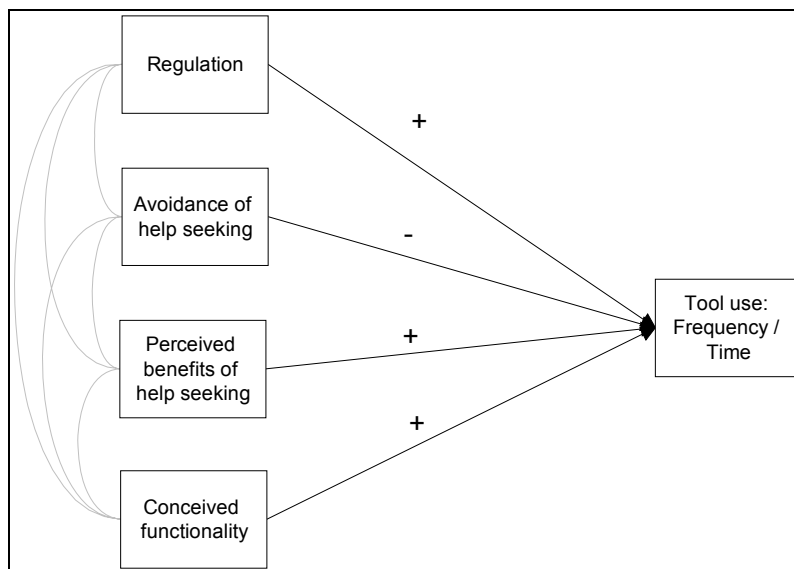 Regulation
+
Avoidance of
help seeking
-
Tool use:
Frequency /
Time
+
Perceived
benefits of
help seeking
+
Conceived
functionality